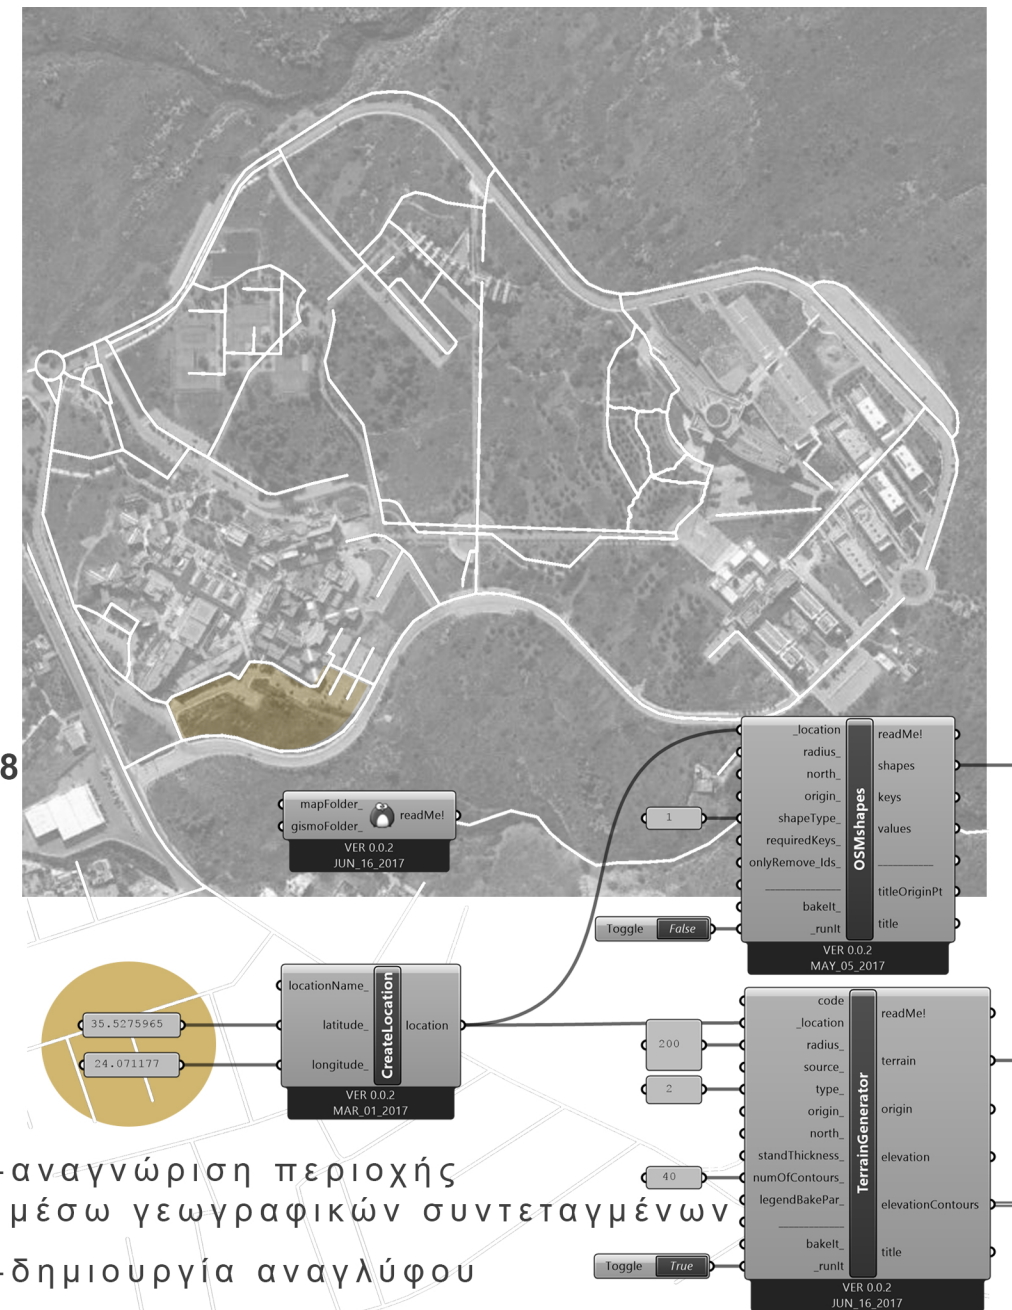 8
mapFolder_
gismoFolder_
readMe!
VER 0.0.2
JUN_16_2017
1
Toggle False
_location
radius_
north_
origin_
shapeType_
requiredKeys_
onlyRemove_Ids_
bakeIt_
_runIt
OSMshapes
readMe!
shapes
keys
values
titleOriginPt
title
VER 0.0.2
MAY_05_2017
35.5275965
24.071177
locationName_
latitude_
longitude_
CreateLocation
location
VER 0.0.2
MAR_01_2017
200
2
40
Toggle True
code
_location
radius_
source_
type_
origin_
north_
standThickness_
numOfContours_
legendBakePar_
bakeIt_
_runIt
TerrainGenerator
readMe!
terrain
origin
elevation
elevationContours
title
VER 0.0.2
JUN_16_2017
-αναγνώριση περιοχής
μέσω γεωγραφικών συντεταγμένων
-δημιουργία αναγλύφου